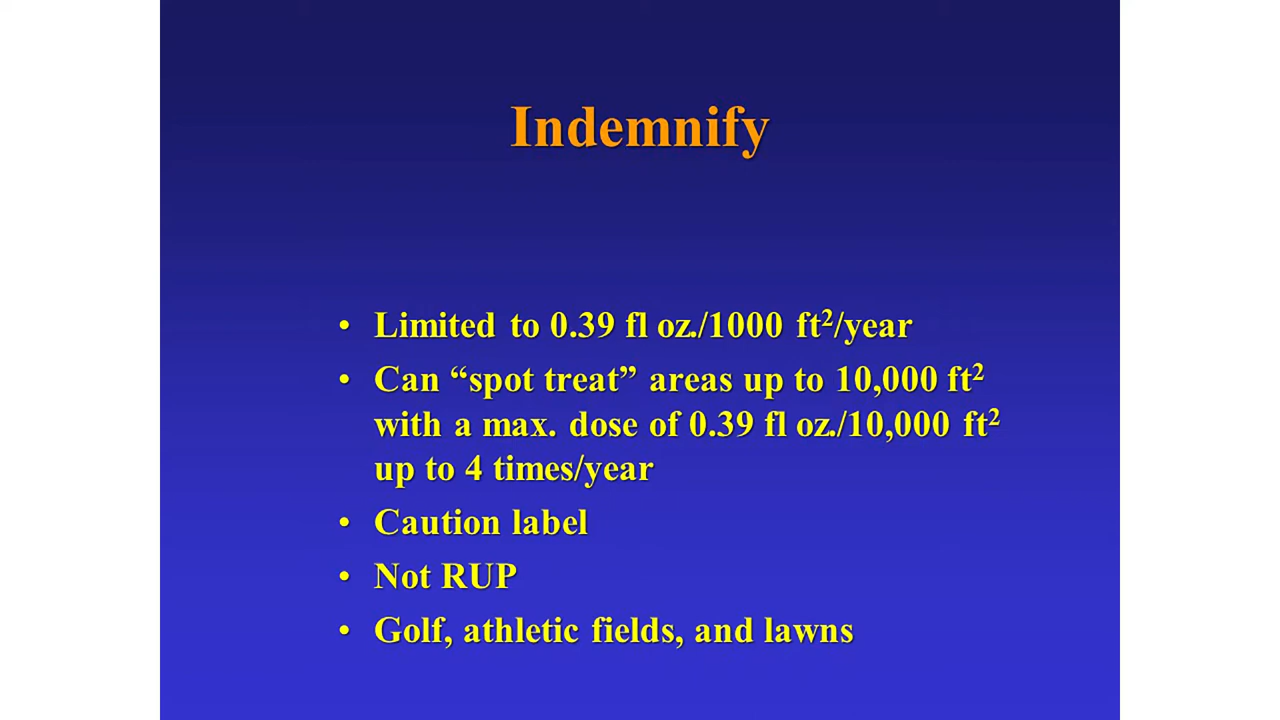 Indemnify
• Limited to 0.39 fl oz./1000 ft²/year
• Can “spot treat” areas up to 10,000 ft²
with a max. dose of 0.39 fl oz./10,000 ft²
up to 4 times/year
• Caution label
• Not RUP
• Golf, athletic fields, and lawns